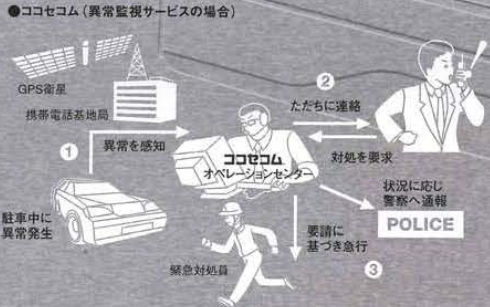 ●ココセコム(異常監視サービスの場合)
GPS衛星
携帯電話基地局
①
異常を感知
駐車中に
異常発生
ココセコム
オペレーションセンター
②
ただちに連絡
対処を要求
状況に応じ
警察へ通報
POLICE
要請に
基づき急行
③
緊急対処員